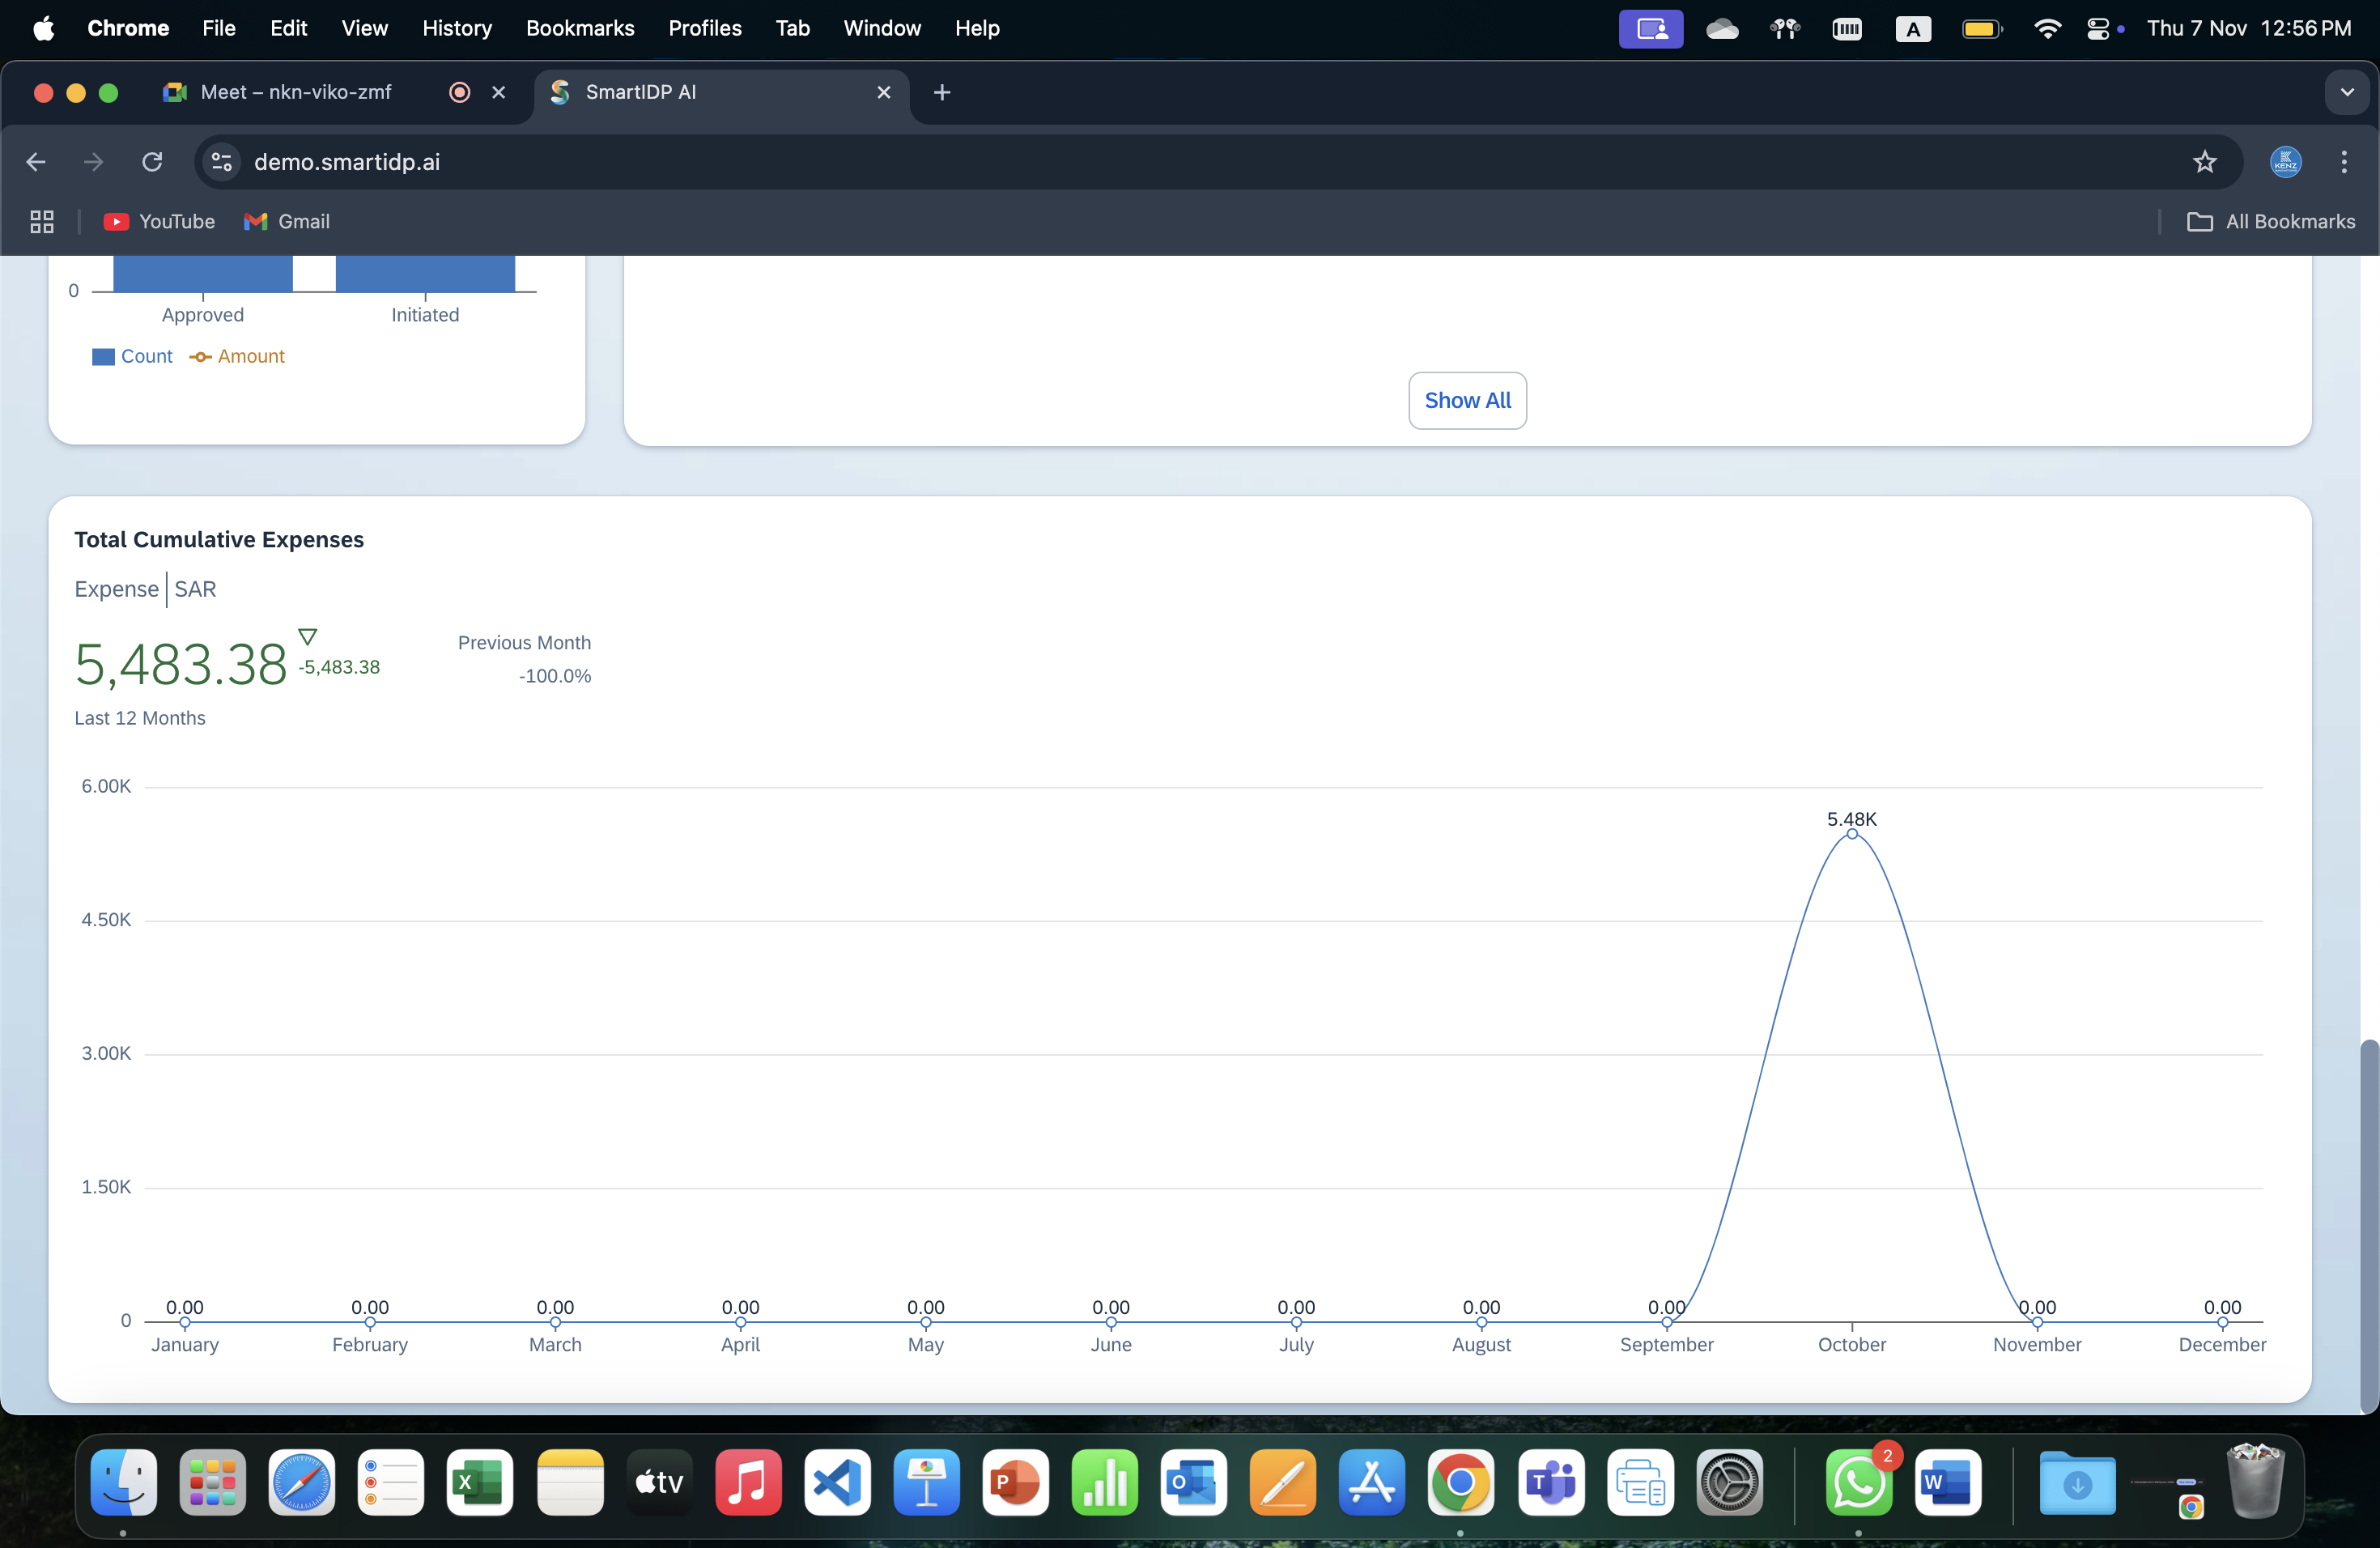 Chrome File Edit View History Bookmarks Profiles Tab Window Help A Thu 7 Nov 12:56 PM
Meet – nkn-viko-zmf SmartIDP AI
demo.smartidp.ai KENZ
YouTube Gmail All Bookmarks
0
Approved Initiated
Count Amount
Show All
Total Cumulative Expenses
Expense SAR
5,483.38 -5,483.38
Previous Month
-100.0%
Last 12 Months
6.00K
5.48K
4.50K
3.00K
1.50K
0.00 0.00 0.00 0.00 0.00 0.00 0.00 0.00 0.00 0.00 0.00
0
January February March April May June July August September October November December
X tv P O T 2 W